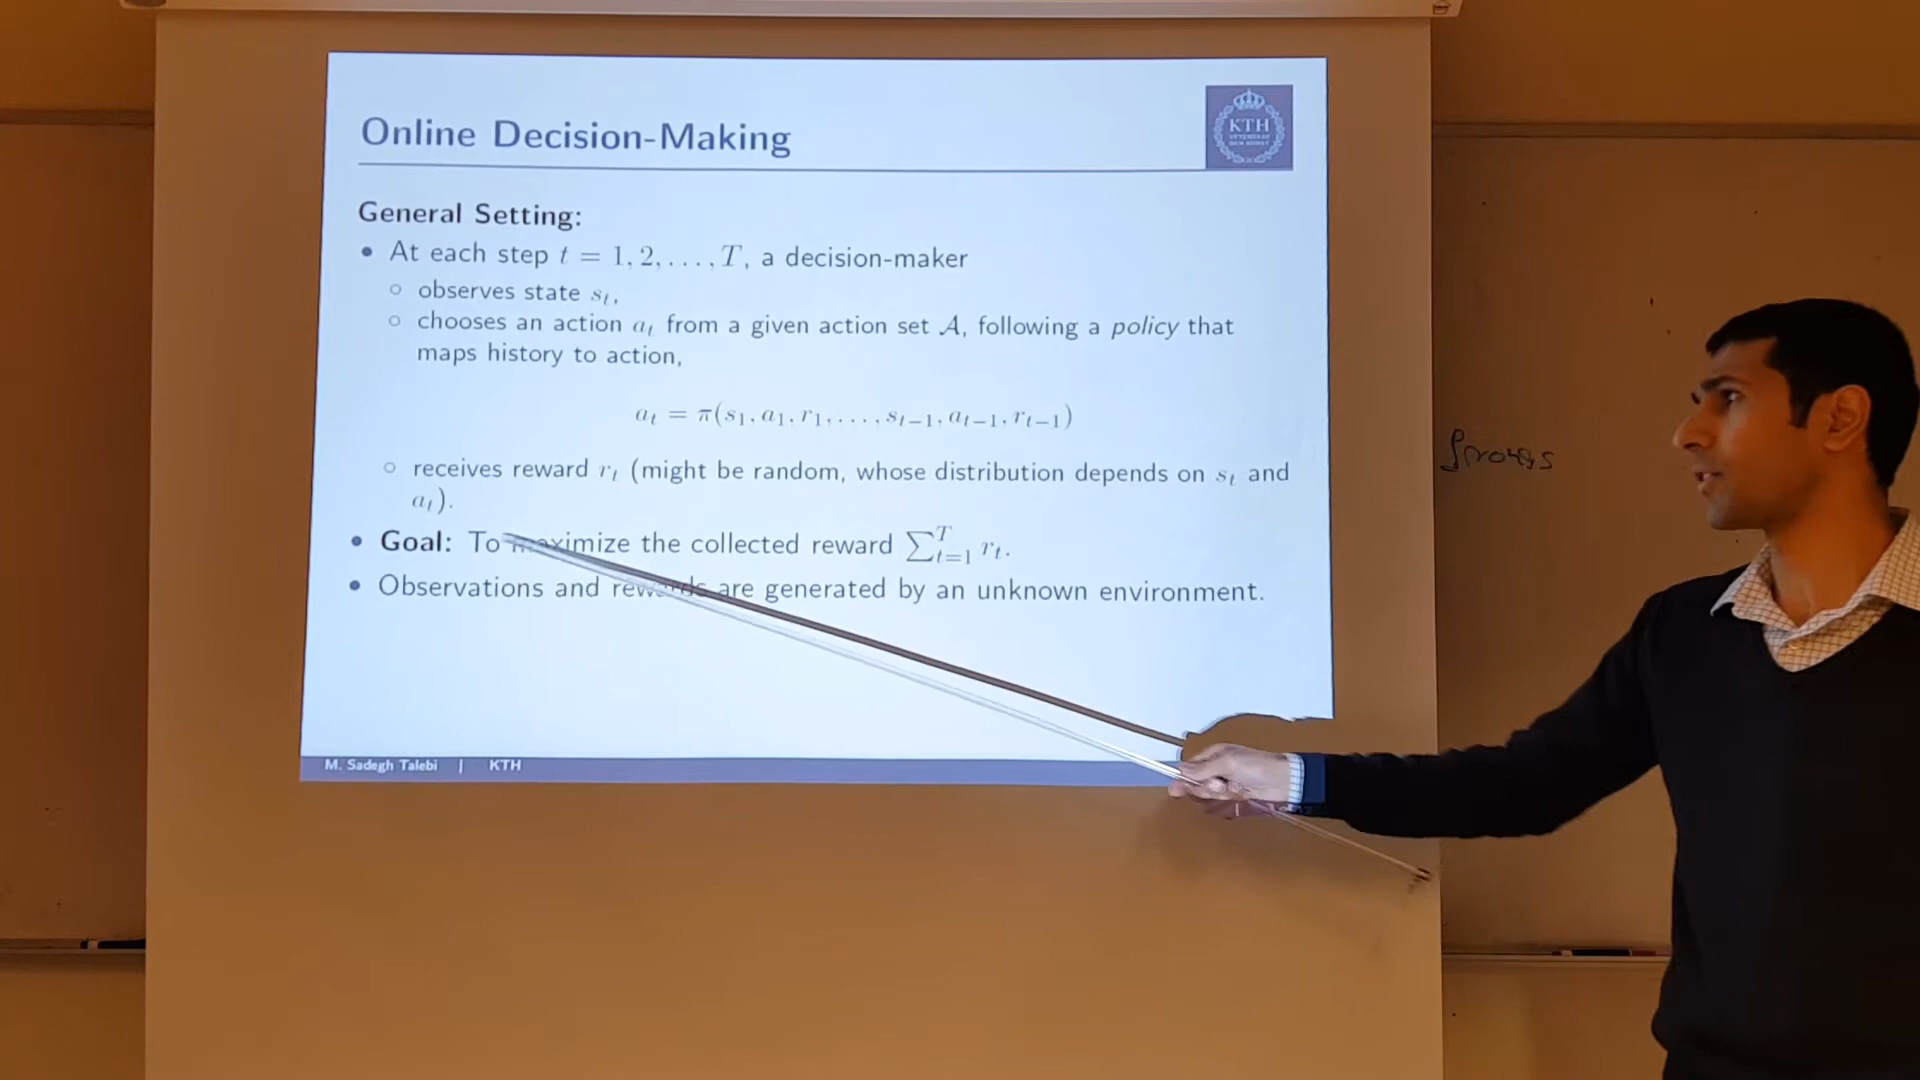 Online Decision-Making
KTH
General Setting:
• At each step t = 1, 2, . . . , T, a decision-maker
○ observes state s_t,
○ chooses an action a_t from a given action set 𝒜, following a policy that
maps history to action,
a_t = π(s_1, a_1, r_1, . . . , s_{t−1}, a_{t−1}, r_{t−1})
○ receives reward r_t (might be random, whose distribution depends on s_t and
a_t).
• Goal: To maximize the collected reward ∑_{t=1}^T r_t.
• Observations and rewards are generated by an unknown environment.
M. Sadegh Talebi | KTH